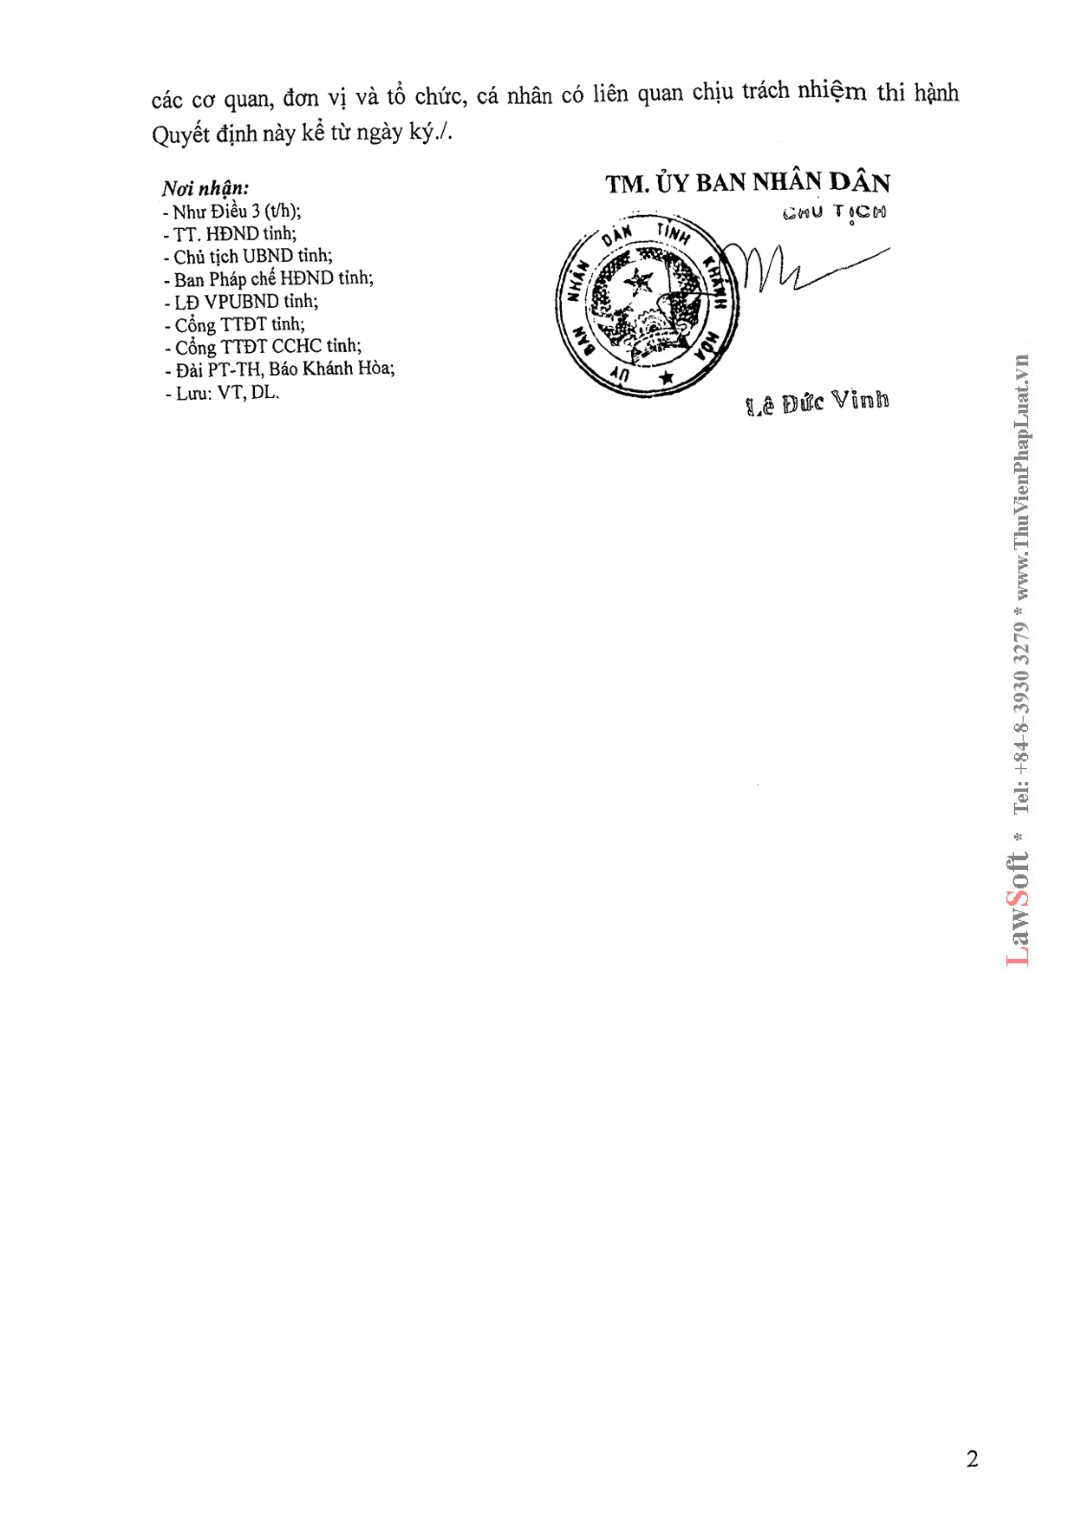 các cơ quan, đơn vị và tổ chức, cá nhân có liên quan chịu trách nhiệm thi hành
Quyết định này kể từ ngày ký./.
Nơi nhận:
- Như Điều 3 (t/h);
- TT. HĐND tỉnh;
- Chủ tịch UBND tỉnh;
- Ban Pháp chế HĐND tỉnh;
- LĐ VPUBND tỉnh;
- Cổng TTĐT tỉnh;
- Cổng TTĐT CCHC tỉnh;
- Đài PT-TH, Báo Khánh Hòa;
- Lưu: VT, DL.
TM. ỦY BAN NHÂN DÂN
CHỦ TỊCH
ỦY BAN NHÂN DÂN TỈNH KHÁNH HÒA
Lê Đức Vinh
LawSoft * Tel: +84-8-3930 3279 * www.ThuVienPhapLuat.vn
2